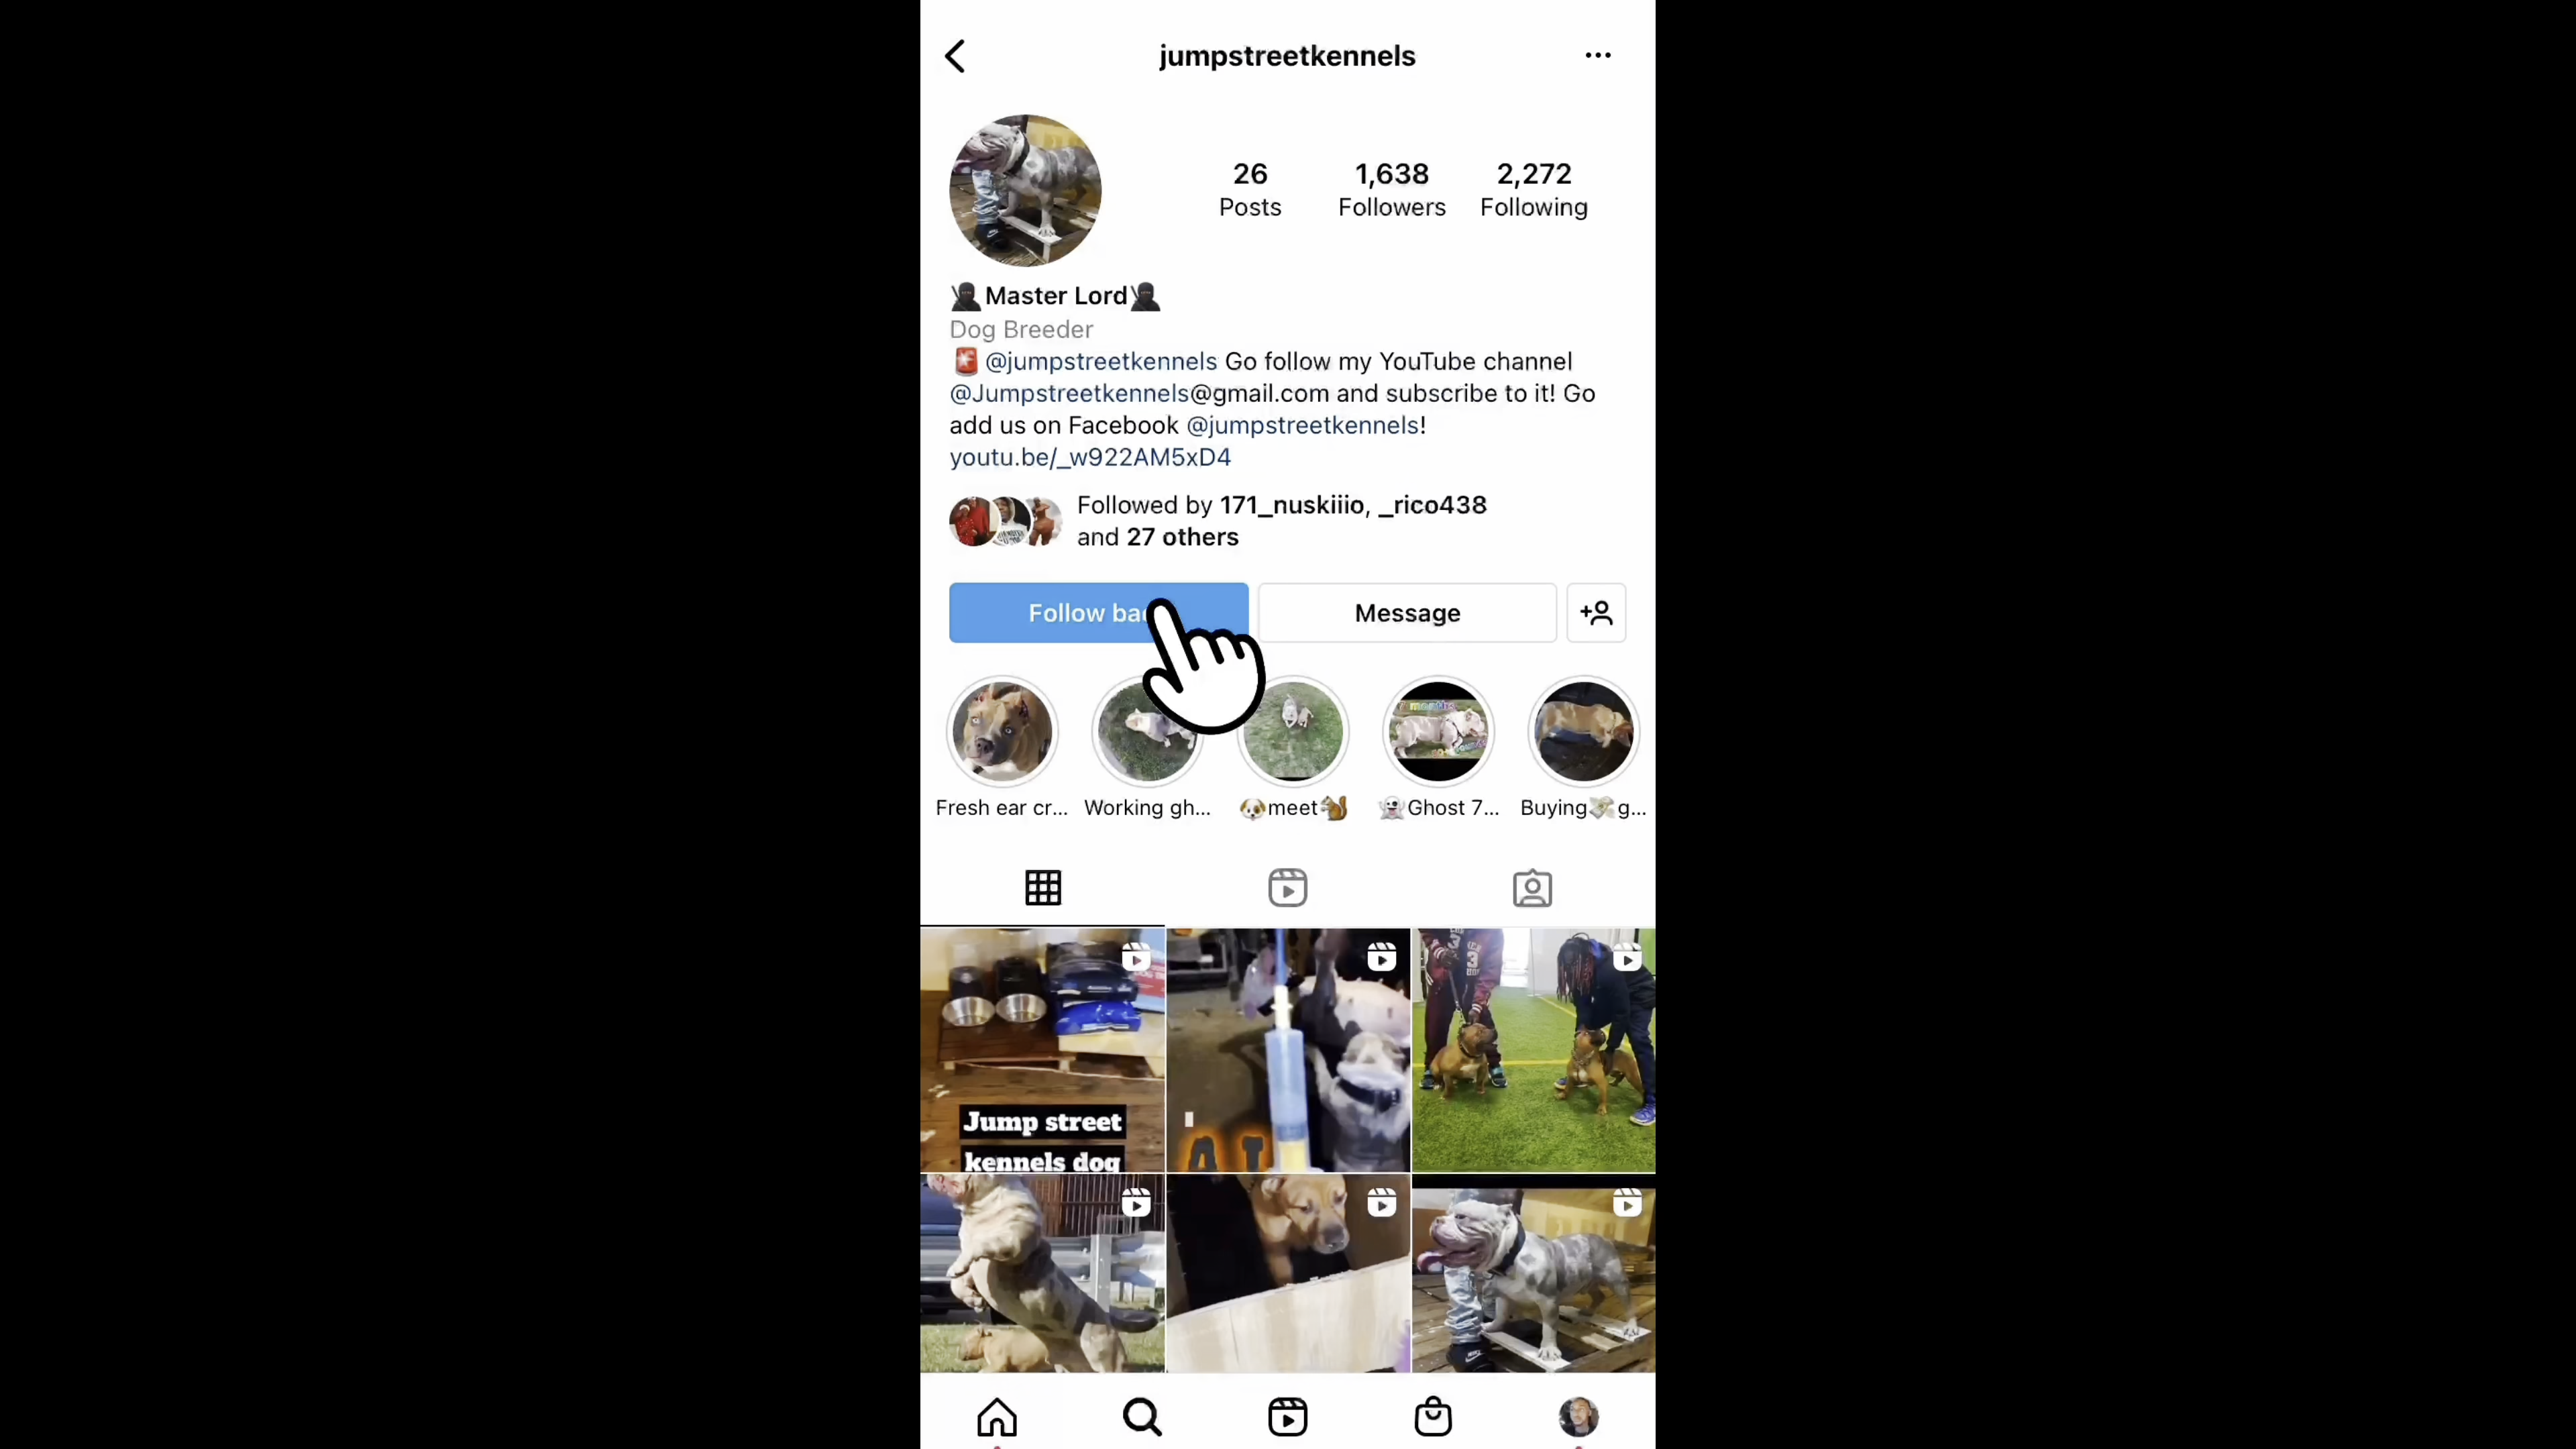 jumpstreetkennels
26
Posts
1,638
Followers
2,272
Following
🥷Master Lord🥷
Dog Breeder
🚨 @jumpstreetkennels Go follow my YouTube channel
@Jumpstreetkennels@gmail.com and subscribe to it! Go
add us on Facebook @jumpstreetkennels!
youtu.be/_w922AM5xD4
Followed by 171_nuskiiio, _rico438
and 27 others
Follow
Message
Fresh ear cr...
Working gh...
🐶meet🐿️
👻Ghost 7...
Buying💸g...
Jump street
kennels dog